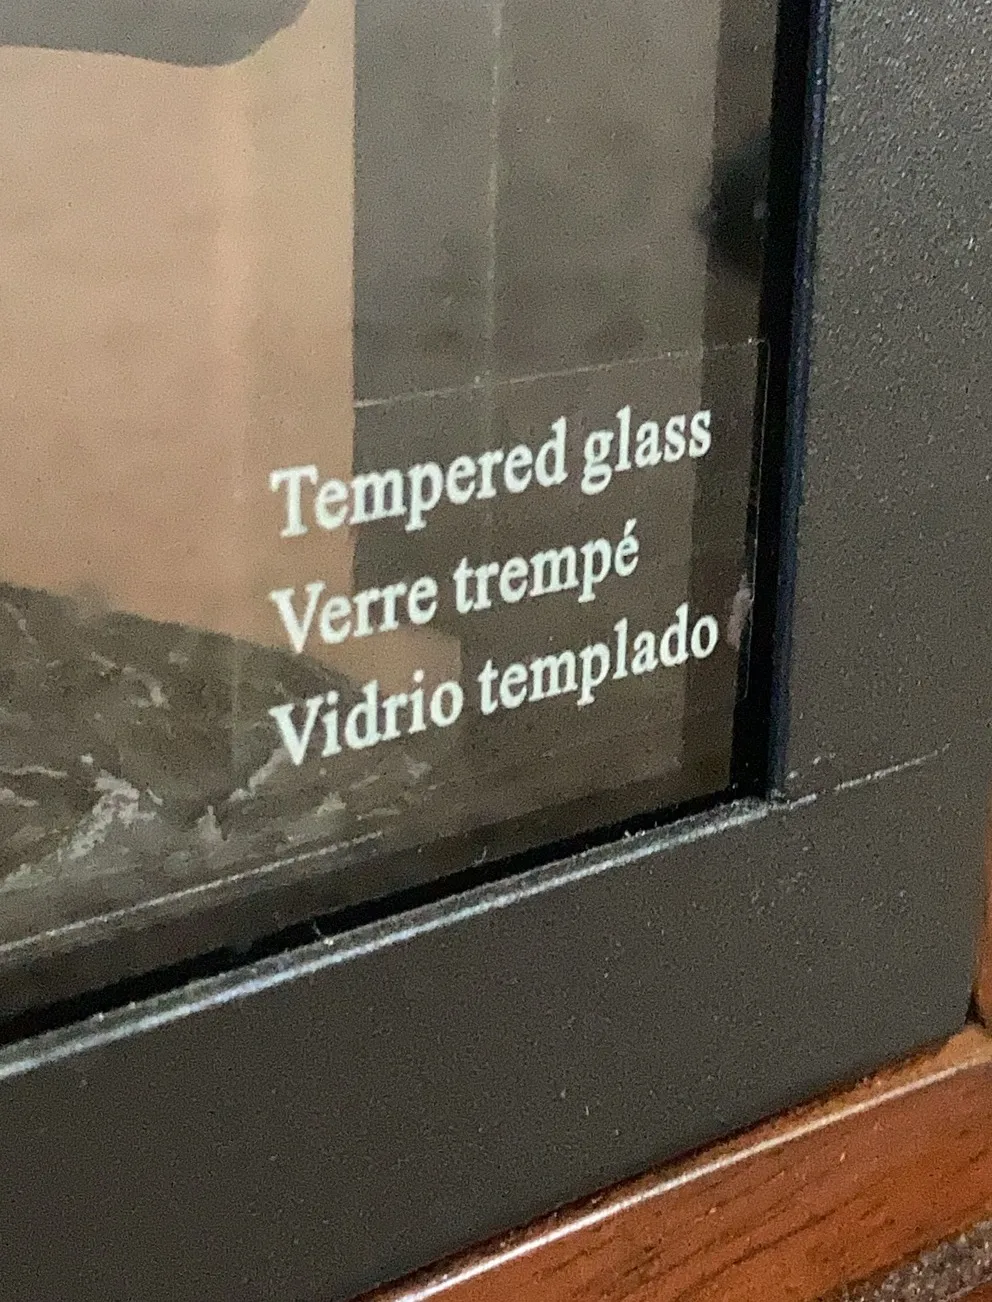 Tempered glass
Verre trempé
Vidrio templado